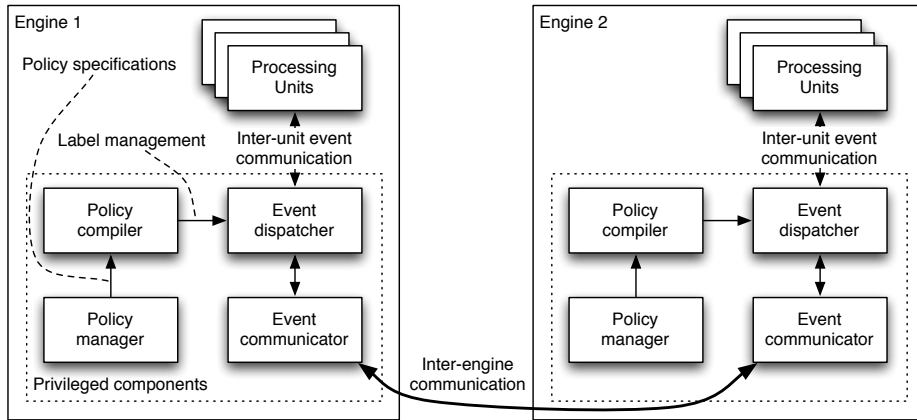 Engine 1
Policy specifications
Processing
Units
Label management
Inter-unit event
communication
Policy
compiler
Event
dispatcher
Policy
manager
Event
communicator
Privileged components
Inter-engine
communication
Engine 2
Processing
Units
Inter-unit event
communication
Policy
compiler
Event
dispatcher
Policy
manager
Event
communicator